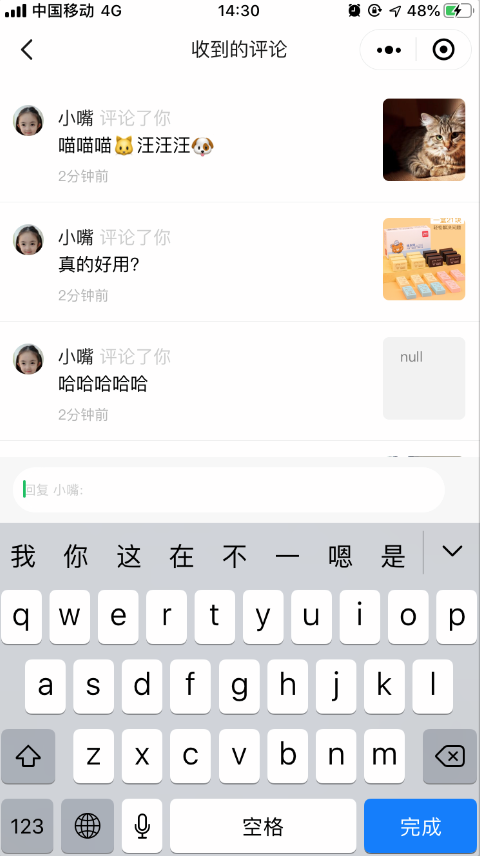 中国移动 4G 14:30 48%
收到的评论
小嘴 评论了你
喵喵喵🐱汪汪汪🐶
2分钟前
小嘴 评论了你
真的好用?
2分钟前
小嘴 评论了你
哈哈哈哈哈
2分钟前
null
回复 小嘴:
我 你 这 在 不 一 嗯 是
q w e r t y u i o p
a s d f g h j k l
z x c v b n m
123 空格 完成